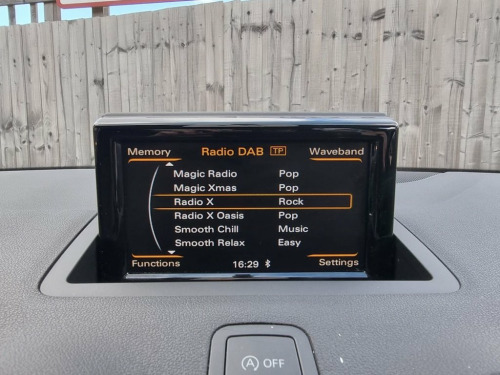 Memory Radio DAB TP Waveband
Magic Radio Pop
Magic Xmas Pop
Radio X Rock
Radio X Oasis Pop
Smooth Chill Music
Smooth Relax Easy
Functions 16:29 Settings
A OFF